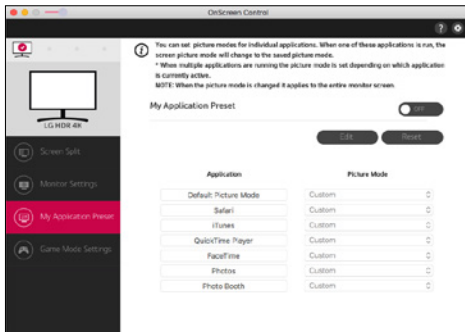 OnScreen Control
?
i
You can set picture modes for individual applications. When one of these applications is run, the
screen picture mode will change to the saved picture mode.
* When multiple applications are running the picture mode is set depending on which application
is currently active.
NOTE: When the picture mode is changed it applies to the entire monitor screen.
LG HDR 4K
Screen Split
Monitor Settings
My Application Preset
Game Mode Settings
My Application Preset
OFF
Edit
Reset
Application
Picture Mode
Default Picture Mode
Custom
Safari
Custom
iTunes
Custom
QuickTime Player
Custom
FaceTime
Custom
Photos
Custom
Photo Booth
Custom